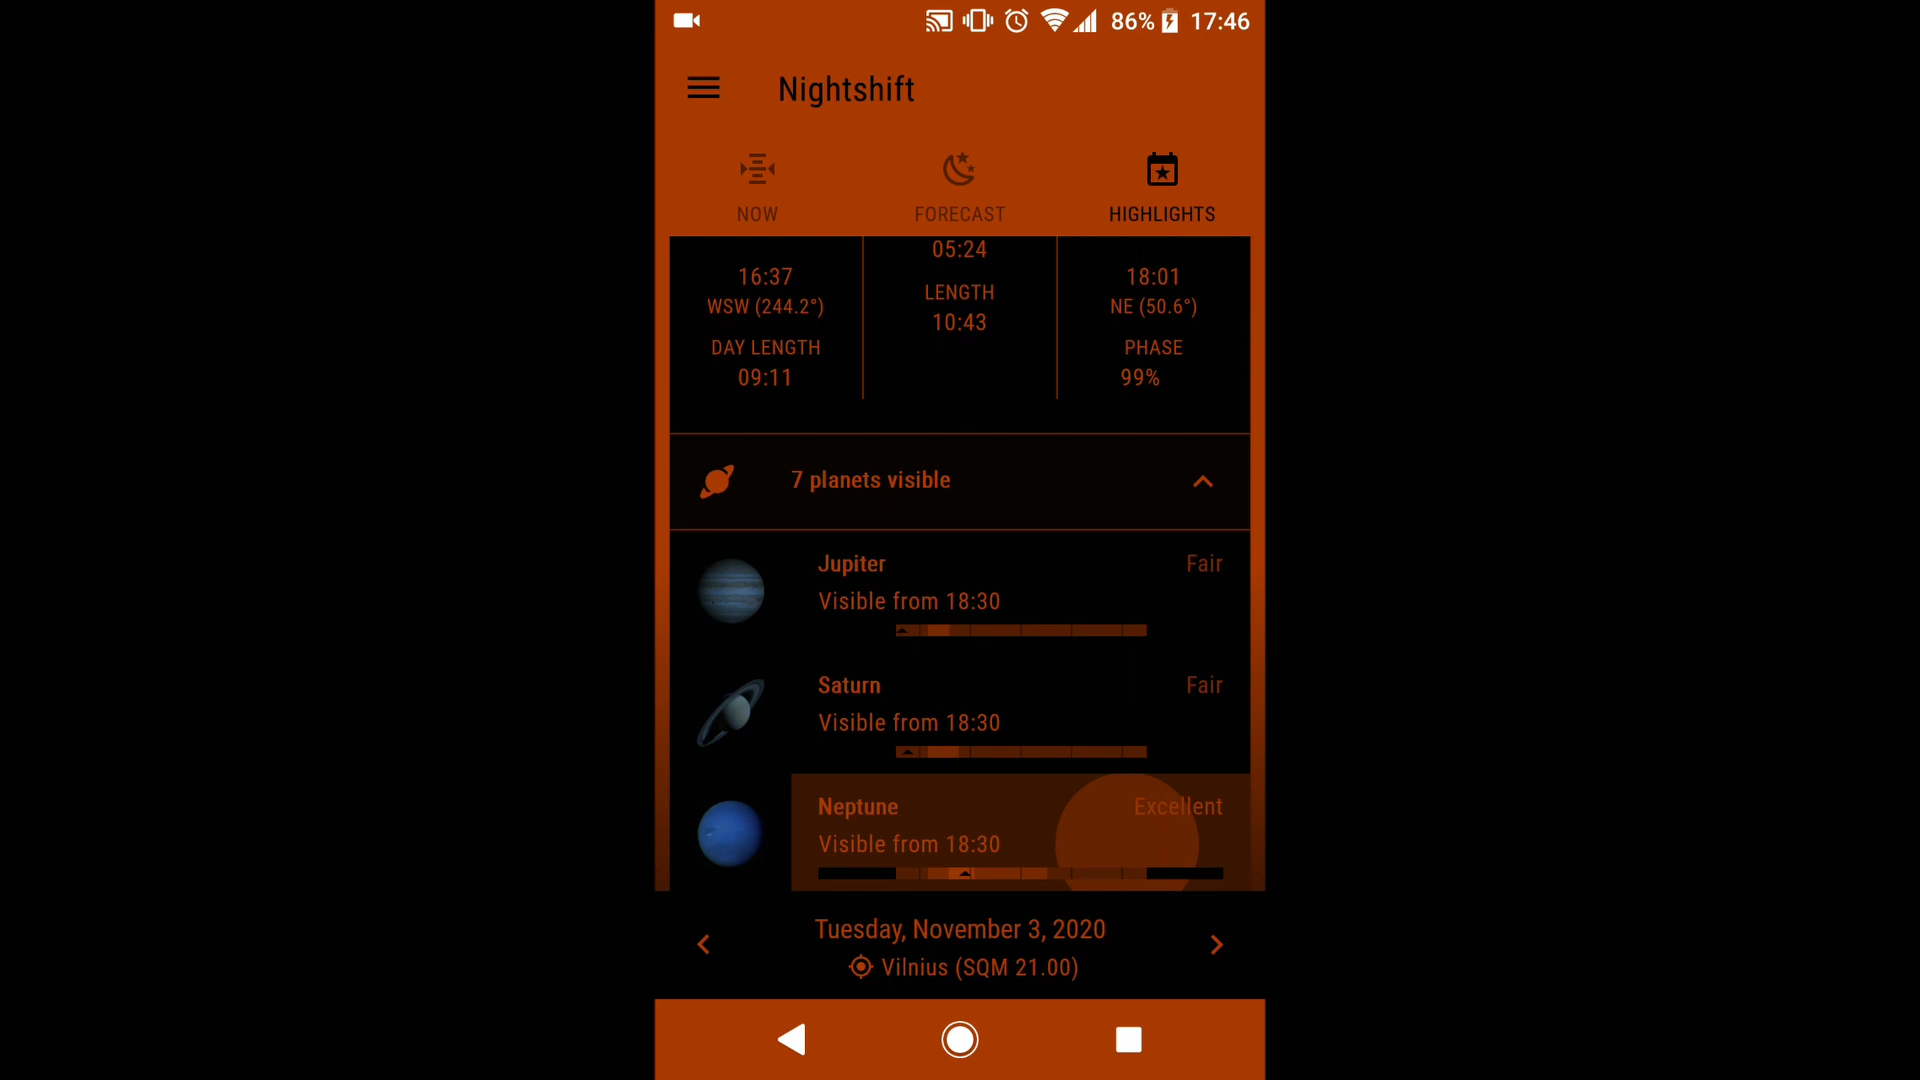 86% 17:46
Nightshift
NOW
FORECAST
HIGHLIGHTS
16:37
WSW (244.2°)
DAY LENGTH
09:11
05:24
LENGTH
10:43
18:01
NE (50.6°)
PHASE
99%
7 planets visible
Jupiter Fair
Visible from 18:30
Saturn Fair
Visible from 18:30
Neptune Excellent
Visible from 18:30
Tuesday, November 3, 2020
Vilnius (SQM 21.00)